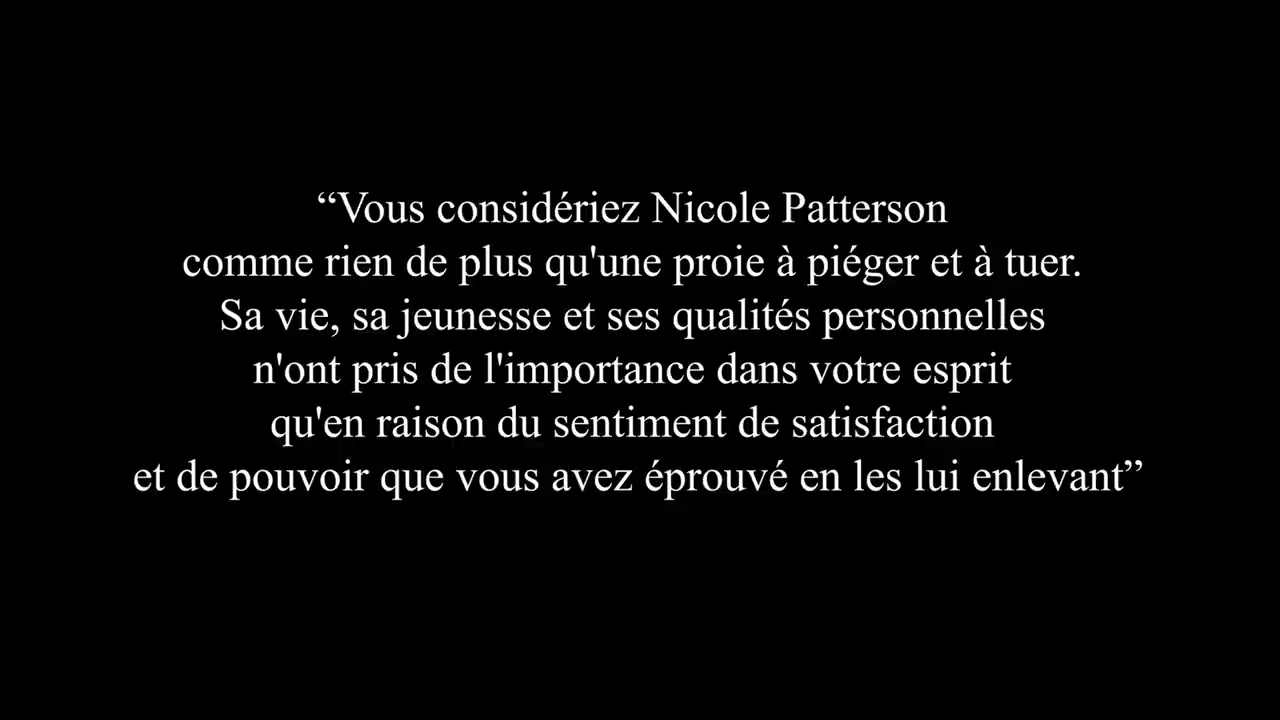 “Vous considériez Nicole Patterson
comme rien de plus qu'une proie à piéger et à tuer.
Sa vie, sa jeunesse et ses qualités personnelles
n'ont pris de l'importance dans votre esprit
qu'en raison du sentiment de satisfaction
et de pouvoir que vous avez éprouvé en les lui enlevant”